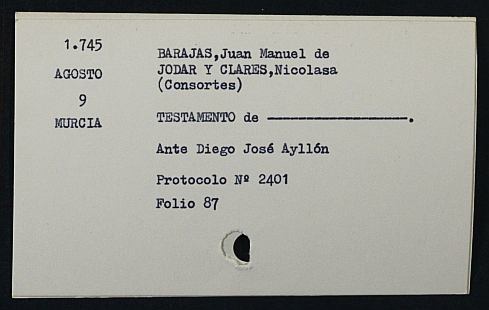 1.745
AGOSTO
9
MURCIA
BARAJAS,Juan Manuel de
JODAR Y CLARES,Nicolasa
(Consortes)
TESTAMENTO de ------------------.
Ante Diego José Ayllón
Protocolo Nº 2401
Folio 87